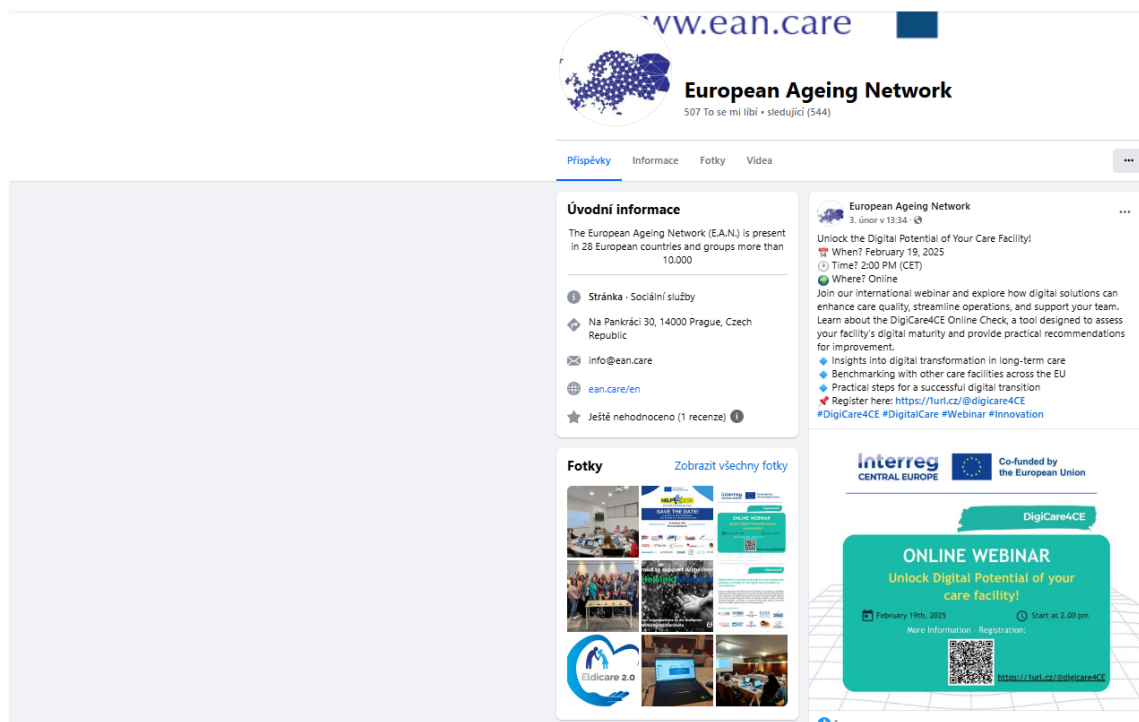 ww.ean.care
European Ageing Network
507 To se mi líbí • sledující (544)
Příspěvky
Informace
Fotky
Videa
Úvodní informace
The European Ageing Network (E.A.N.) is present
in 28 European countries and groups more than
10.000
Stránka · Sociální služby
Na Pankráci 30, 14000 Prague, Czech
Republic
info@ean.care
ean.care/en
Ještě nehodnoceno (1 recenze)
Fotky
Zobrazit všechny fotky
HELPDESK
SAVE THE DATE!
ONLINE WEBINAR
Eldicare 2.0
European Ageing Network
3. únor v 13:34 ·
Unlock the Digital Potential of Your Care Facility!
When? February 19, 2025
Time? 2:00 PM (CET)
Where? Online
Join our international webinar and explore how digital solutions can
enhance care quality, streamline operations, and support your team.
Learn about the DigiCare4CE Online Check, a tool designed to assess
your facility's digital maturity and provide practical recommendations
for improvement.
Insights into digital transformation in long-term care
Benchmarking with other care facilities across the EU
Practical steps for a successful digital transition
Register here: https://1url.cz/@digicare4CE
#DigiCare4CE #DigitalCare #Webinar #Innovation
Interreg
CENTRAL EUROPE
Co-funded by
the European Union
DigiCare4CE
ONLINE WEBINAR
Unlock Digital Potential of your
care facility!
February 19th, 2025
Start at 2.00 pm
More Information - Registration:
https://1url.cz/@digicare4CE